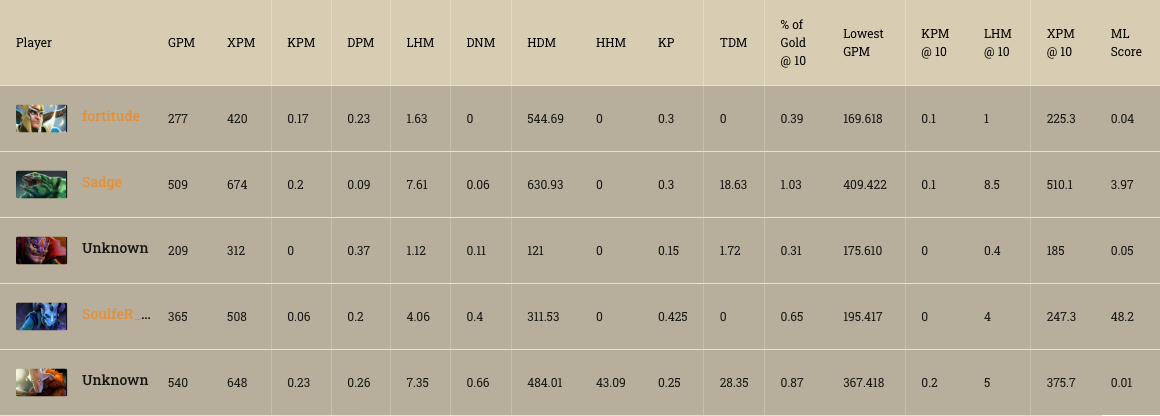 Player GPM XPM KPM DPM LHM DNM HDM HHM KP TDM % of Gold @ 10 Lowest GPM KPM @ 10 LHM @ 10 XPM @ 10 ML Score
fortitude 277 420 0.17 0.23 1.63 0 544.69 0 0.3 0 0.39 169.618 0.1 1 225.3 0.04
Sadge 509 674 0.2 0.09 7.61 0.06 630.93 0 0.3 18.63 1.03 409.422 0.1 8.5 510.1 3.97
Unknown 209 312 0 0.37 1.12 0.11 121 0 0.15 1.72 0.31 175.610 0 0.4 185 0.05
SoulfeR_... 365 508 0.06 0.2 4.06 0.4 311.53 0 0.425 0 0.65 195.417 0 4 247.3 48.2
Unknown 540 648 0.23 0.26 7.35 0.66 484.01 43.09 0.25 28.35 0.87 367.418 0.2 5 375.7 0.01